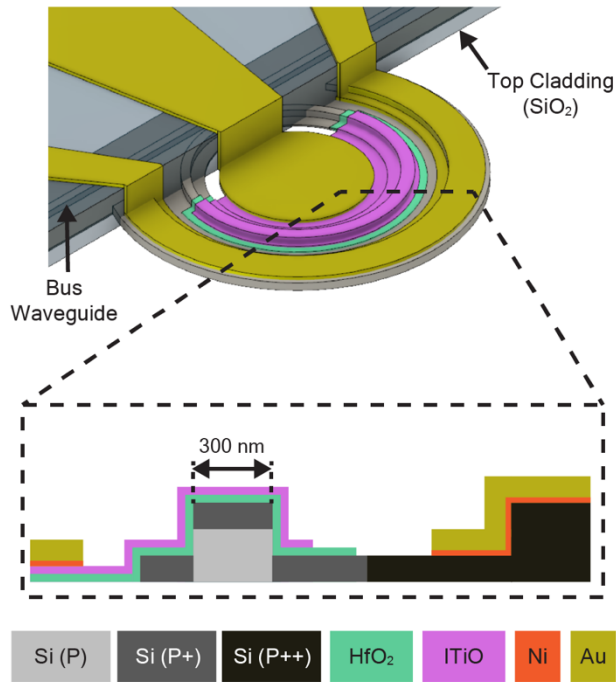 Top Cladding
(SiO₂)
Bus
Waveguide
300 nm
Si (P)
Si (P+)
Si (P++)
HfO₂
ITiO
Ni
Au